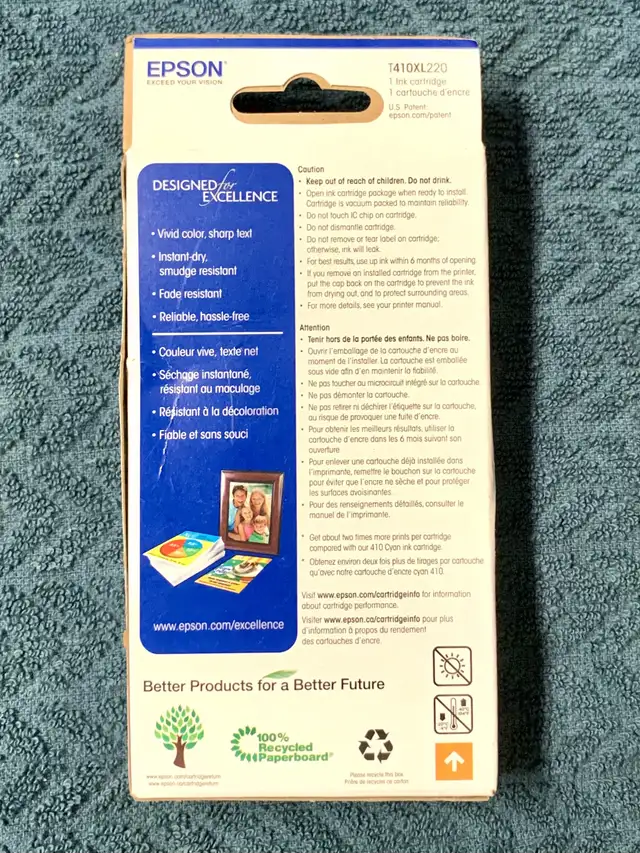 EPSON®
EXCEED YOUR VISION
T410XL220
1 Ink cartridge
1 cartouche d'encre
U.S. Patent:
epson.com/patent
DESIGNED for
EXCELLENCE
• Vivid color, sharp text
• Instant-dry,
smudge resistant
• Fade resistant
• Reliable, hassle-free
• Couleur vive, texte net
• Séchage instantané,
résistant au maculage
• Résistant à la décoloration
• Fiable et sans souci
www.epson.com/excellence
Caution
• Keep out of reach of children. Do not drink.
• Open ink cartridge package when ready to install.
Cartridge is vacuum packed to maintain reliability.
• Do not touch IC chip on cartridge.
• Do not dismantle cartridge.
• Do not remove or tear label on cartridge;
otherwise, ink will leak.
• For best results, use up ink within 6 months of opening.
• If you remove an installed cartridge from the printer,
put the cap back on the cartridge to prevent the ink
from drying out, and to protect surrounding areas.
• For more details, see your printer manual.
Attention
• Tenir hors de la portée des enfants. Ne pas boire.
• Ouvrir l'emballage de la cartouche d'encre au
moment de l'installer. La cartouche est emballée
sous vide afin d'en maintenir la fiabilité.
• Ne pas toucher au microcircuit intégré sur la cartouche.
• Ne pas démonter la cartouche.
• Ne pas retirer ni déchirer l'étiquette sur la cartouche,
au risque de provoquer une fuite d'encre.
• Pour obtenir les meilleurs résultats, utiliser la
cartouche d'encre dans les 6 mois suivant son
ouverture
• Pour enlever une cartouche déjà installée dans
l'imprimante, remettre le bouchon sur la cartouche
pour éviter que l'encre ne sèche et pour protéger
les surfaces avoisinantes.
• Pour des renseignements détaillés, consulter le
manuel de l'imprimante.
* Get about two times more prints per cartridge
compared with our 410 Cyan ink cartridge.
* Obtenez environ deux fois plus de tirages par cartouche
qu'avec notre cartouche d'encre cyan 410.
Visit www.epson.com/cartridgeinfo for information
about cartridge performance.
Visiter www.epson.ca/cartridgeinfo pour plus
d'information à propos du rendement
des cartouches d'encre.
Better Products for a Better Future
www.epson.com/cartridgereturn
www.epson.ca/cartridgereturn
100%
Recycled
Paperboard®
Please recycle this box
Prière de recycler ce carton